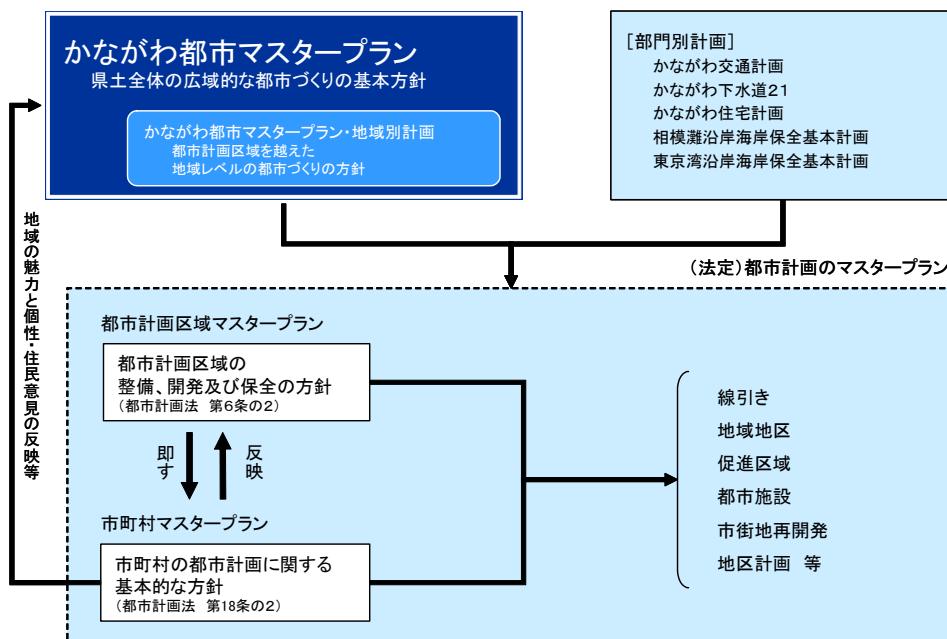 かながわ都市マスタープラン
県土全体の広域的な都市づくりの基本方針
かながわ都市マスタープラン・地域別計画
都市計画区域を越えた
地域レベルの都市づくりの方針
[部門別計画]
かながわ交通計画
かながわ下水道21
かながわ住宅計画
相模灘沿岸海岸保全基本計画
東京湾沿岸海岸保全基本計画
地域の魅力と個性・住民意見の反映等
(法定)都市計画のマスタープラン
都市計画区域マスタープラン
都市計画区域の
整備、開発及び保全の方針
(都市計画法 第6条の2)
即す
反映
市町村マスタープラン
市町村の都市計画に関する
基本的な方針
(都市計画法 第18条の2)
線引き
地域地区
促進区域
都市施設
市街地再開発
地区計画 等